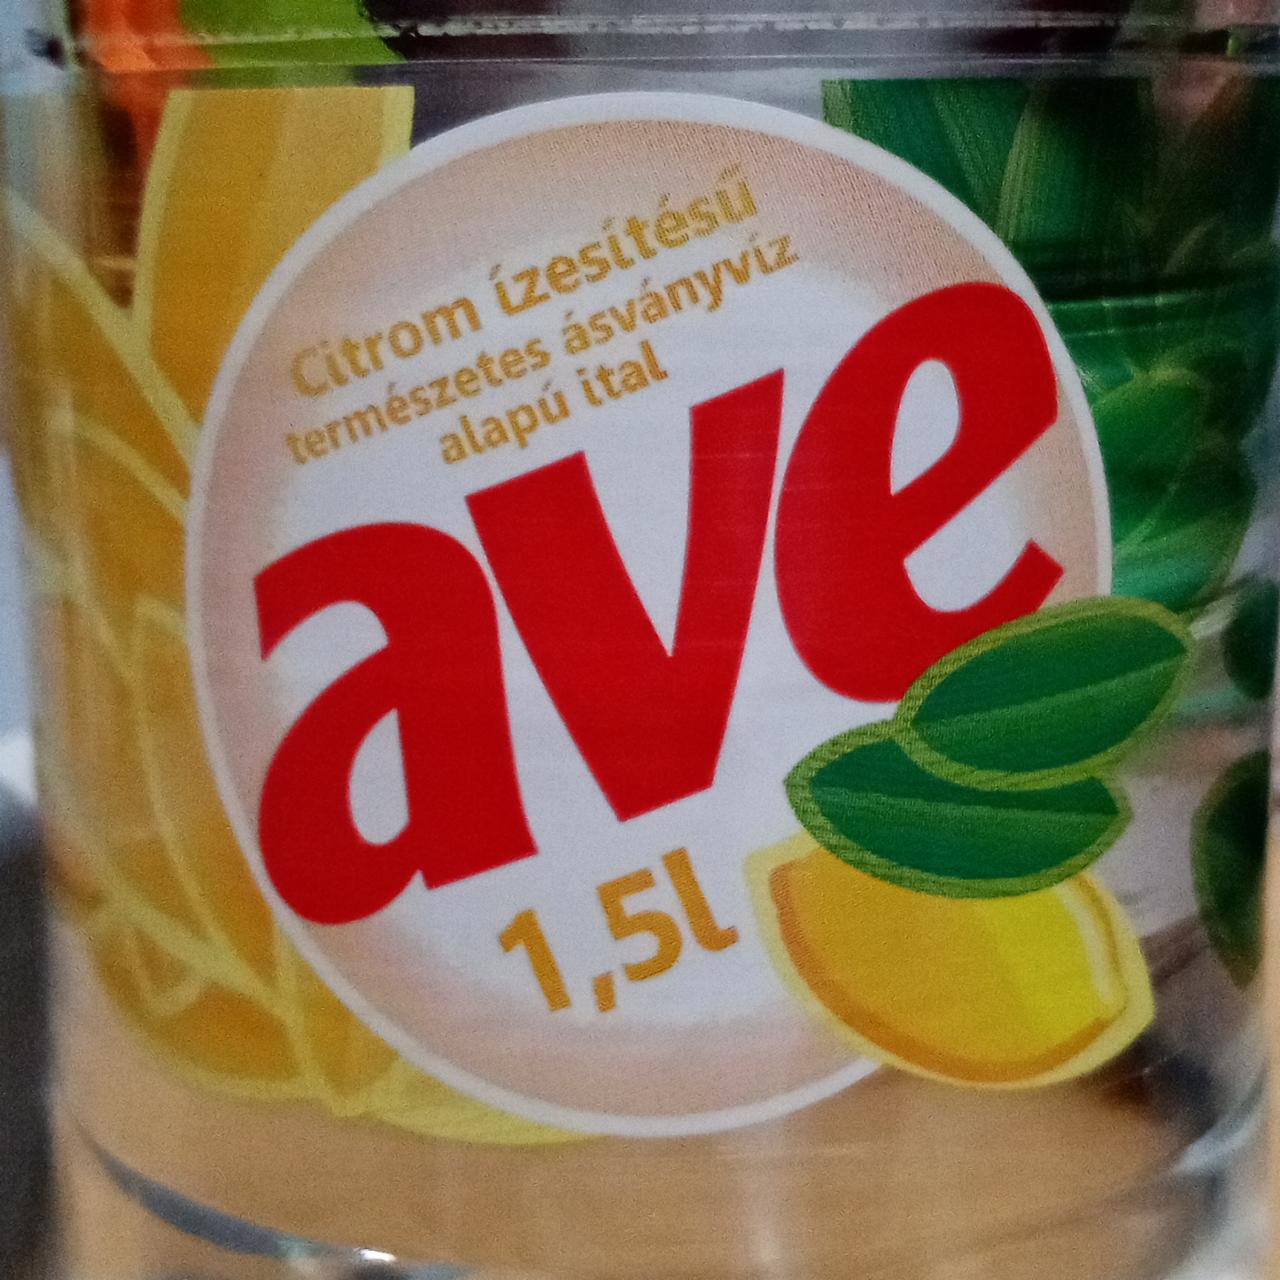 Citrom ízesítésű
természetes ásványvíz
alapú ital
ave
1,5l